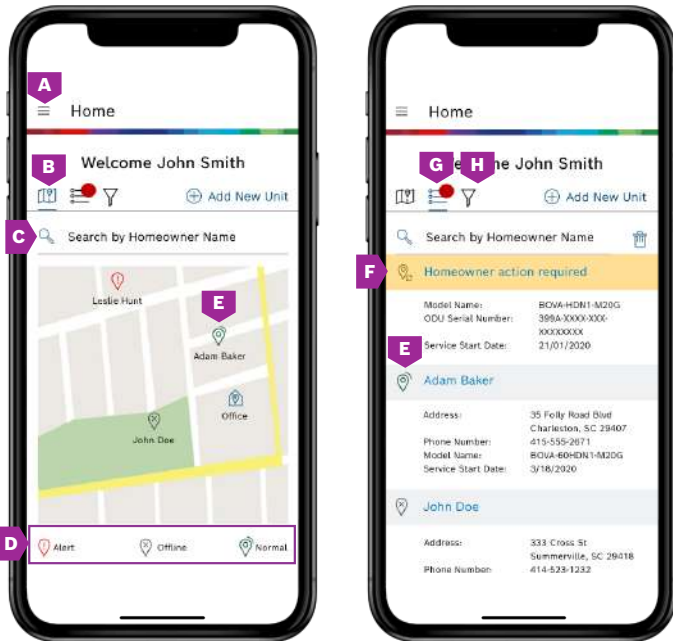 A
Home
Welcome John Smith
B
Add New Unit
C
Search by Homeowner Name
Leslie Hunt
E
Adam Baker
Office
John Doe
D
Alert
Offline
Normal
Home
G
H
We me John Smith
Add New Unit
Search by Homeowner Name
F
Homeowner action required
Model Name: BOVA-HDN1-M20G
ODU Serial Number: 399A-XXXX-XXX-
XXXXXXXX
Service Start Date: 21/01/2020
E
Adam Baker
Address: 35 Folly Road Blvd
Charleston, SC 29407
Phone Number: 415-555-2671
Model Name: BOVA-60HDN1-M20G
Service Start Date: 3/18/2020
John Doe
Address: 333 Cross St
Summerville, SC 29418
Phone Number: 414-523-1232